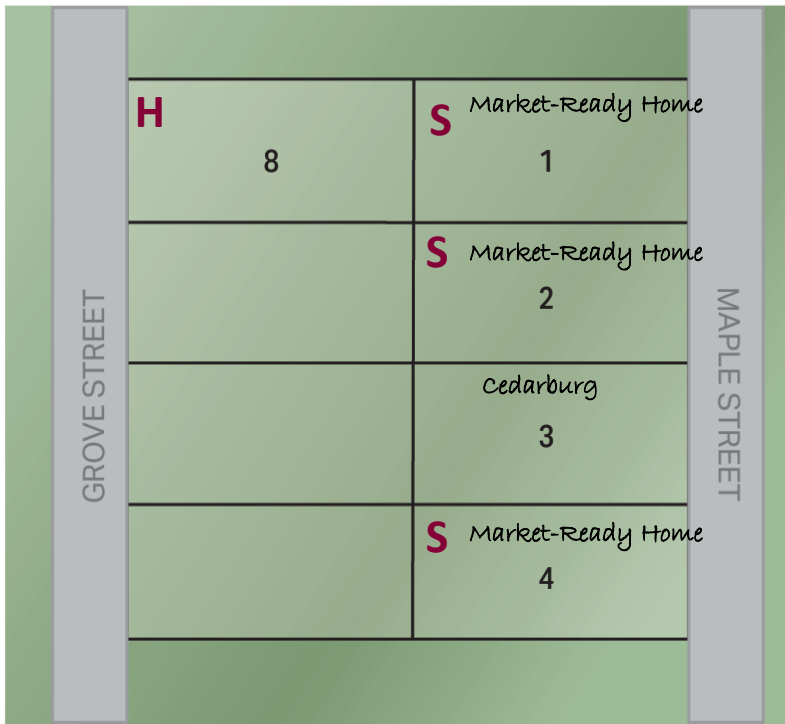 H
8
S Market-Ready Home
1
S Market-Ready Home
2
Cedarburg
3
S Market-Ready Home
4
GROVE STREET
MAPLE STREET